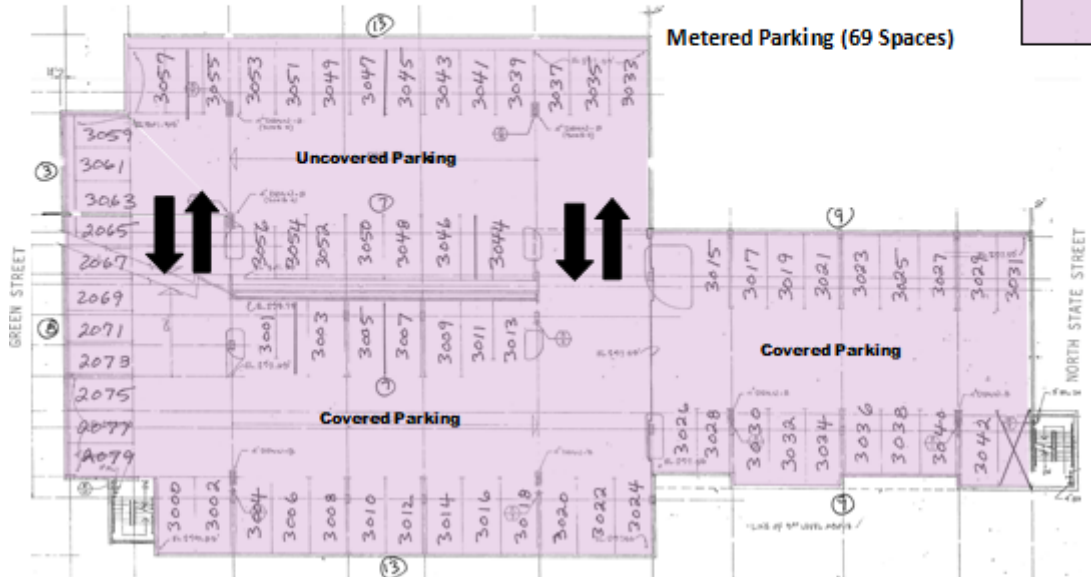 13
Metered Parking (69 Spaces)
3057 3055 3053 3051 3049 3047 3045 3043 3041 3039 3037 3035 3033
3059
3061
3063
2065
2067
2069
2071
2073
2075
2077
2079
3
8
GREEN STREET
Uncovered Parking
7
3056 3054 3052 3050 3048 3046 3044
3001 3003 3005 3007 3009 3011 3013
7
Covered Parking
3000 3002 3004 3006 3008 3010 3012 3014 3016 3018 3020 3022 3024
13
9
3015 3017 3019 3021 3023 3025 3027 3029 3031
Covered Parking
3026 3028 3030 3032 3034 3036 3038 3040 3042
NORTH STATE STREET